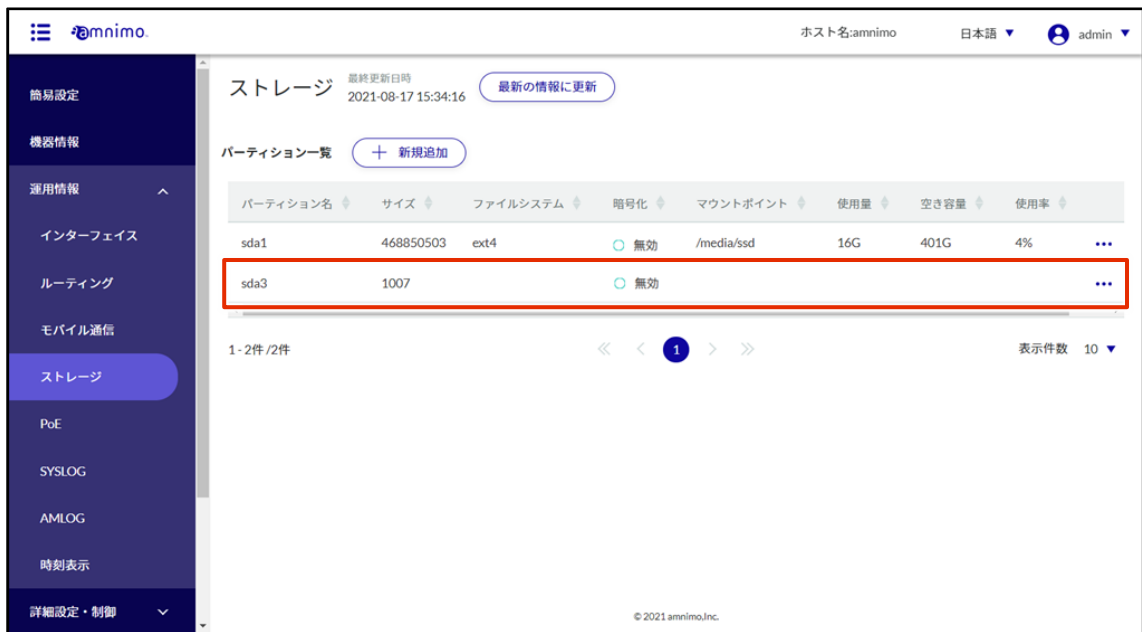 amnimo.
ホスト名:amnimo
日本語
admin
簡易設定
機器情報
運用情報
インターフェイス
ルーティング
モバイル通信
ストレージ
PoE
SYSLOG
AMLOG
時刻表示
詳細設定・制御
ストレージ
最終更新日時
2021-08-17 15:34:16
最新の情報に更新
パーティション一覧
＋ 新規追加
パーティション名 サイズ ファイルシステム 暗号化 マウントポイント 使用量 空き容量 使用率
sda1 468850503 ext4 無効 /media/ssd 16G 401G 4% •••
sda3 1007 無効 •••
1 - 2件 /2件
« < 1 > »
表示件数 10
© 2021 amnimo,Inc.